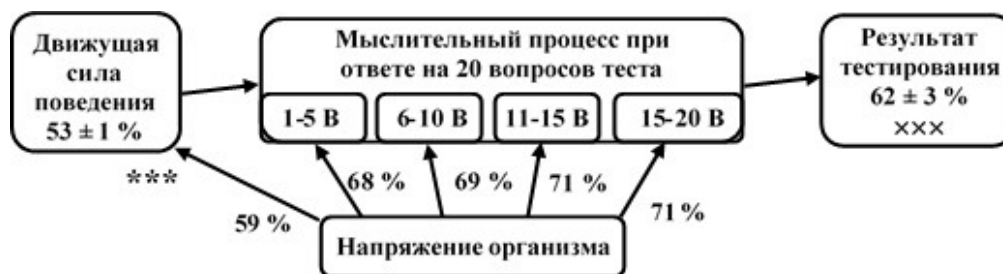 Движущая
сила
поведения
53 ± 1 %
***
Мыслительный процесс при
ответе на 20 вопросов теста
1-5 В
6-10 В
11-15 В
15-20 В
Результат
тестирования
62 ± 3 %
×××
59 %
68 %
69 %
71 %
71 %
Напряжение организма